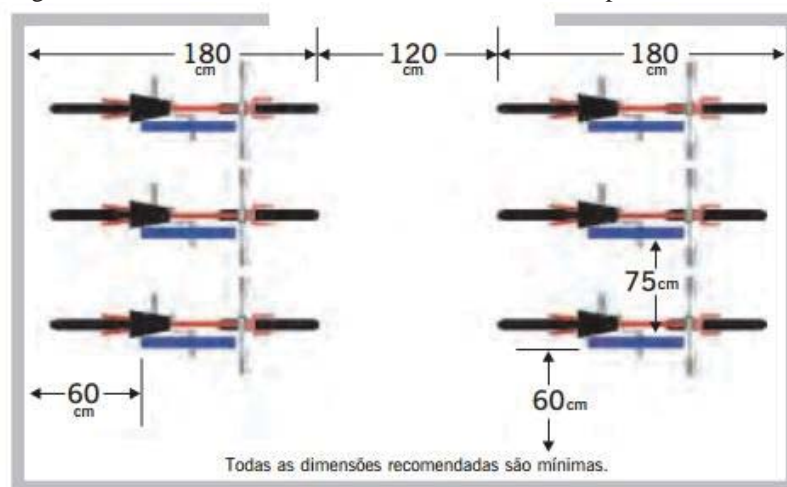 180 cm
120 cm
180 cm
75cm
60 cm
60cm
Todas as dimensões recomendadas são mínimas.